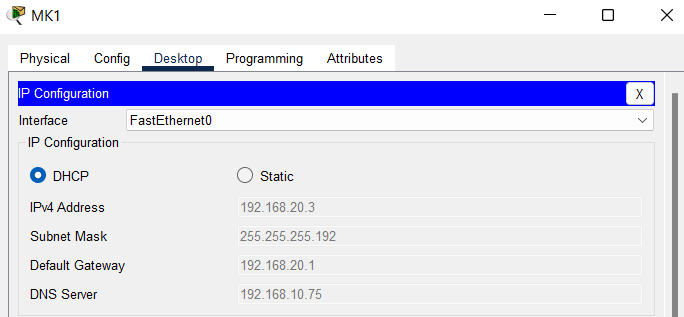 MK1
Physical Config Desktop Programming Attributes
IP Configuration X
Interface FastEthernet0
IP Configuration
DHCP Static
IPv4 Address 192.168.20.3
Subnet Mask 255.255.255.192
Default Gateway 192.168.20.1
DNS Server 192.168.10.75